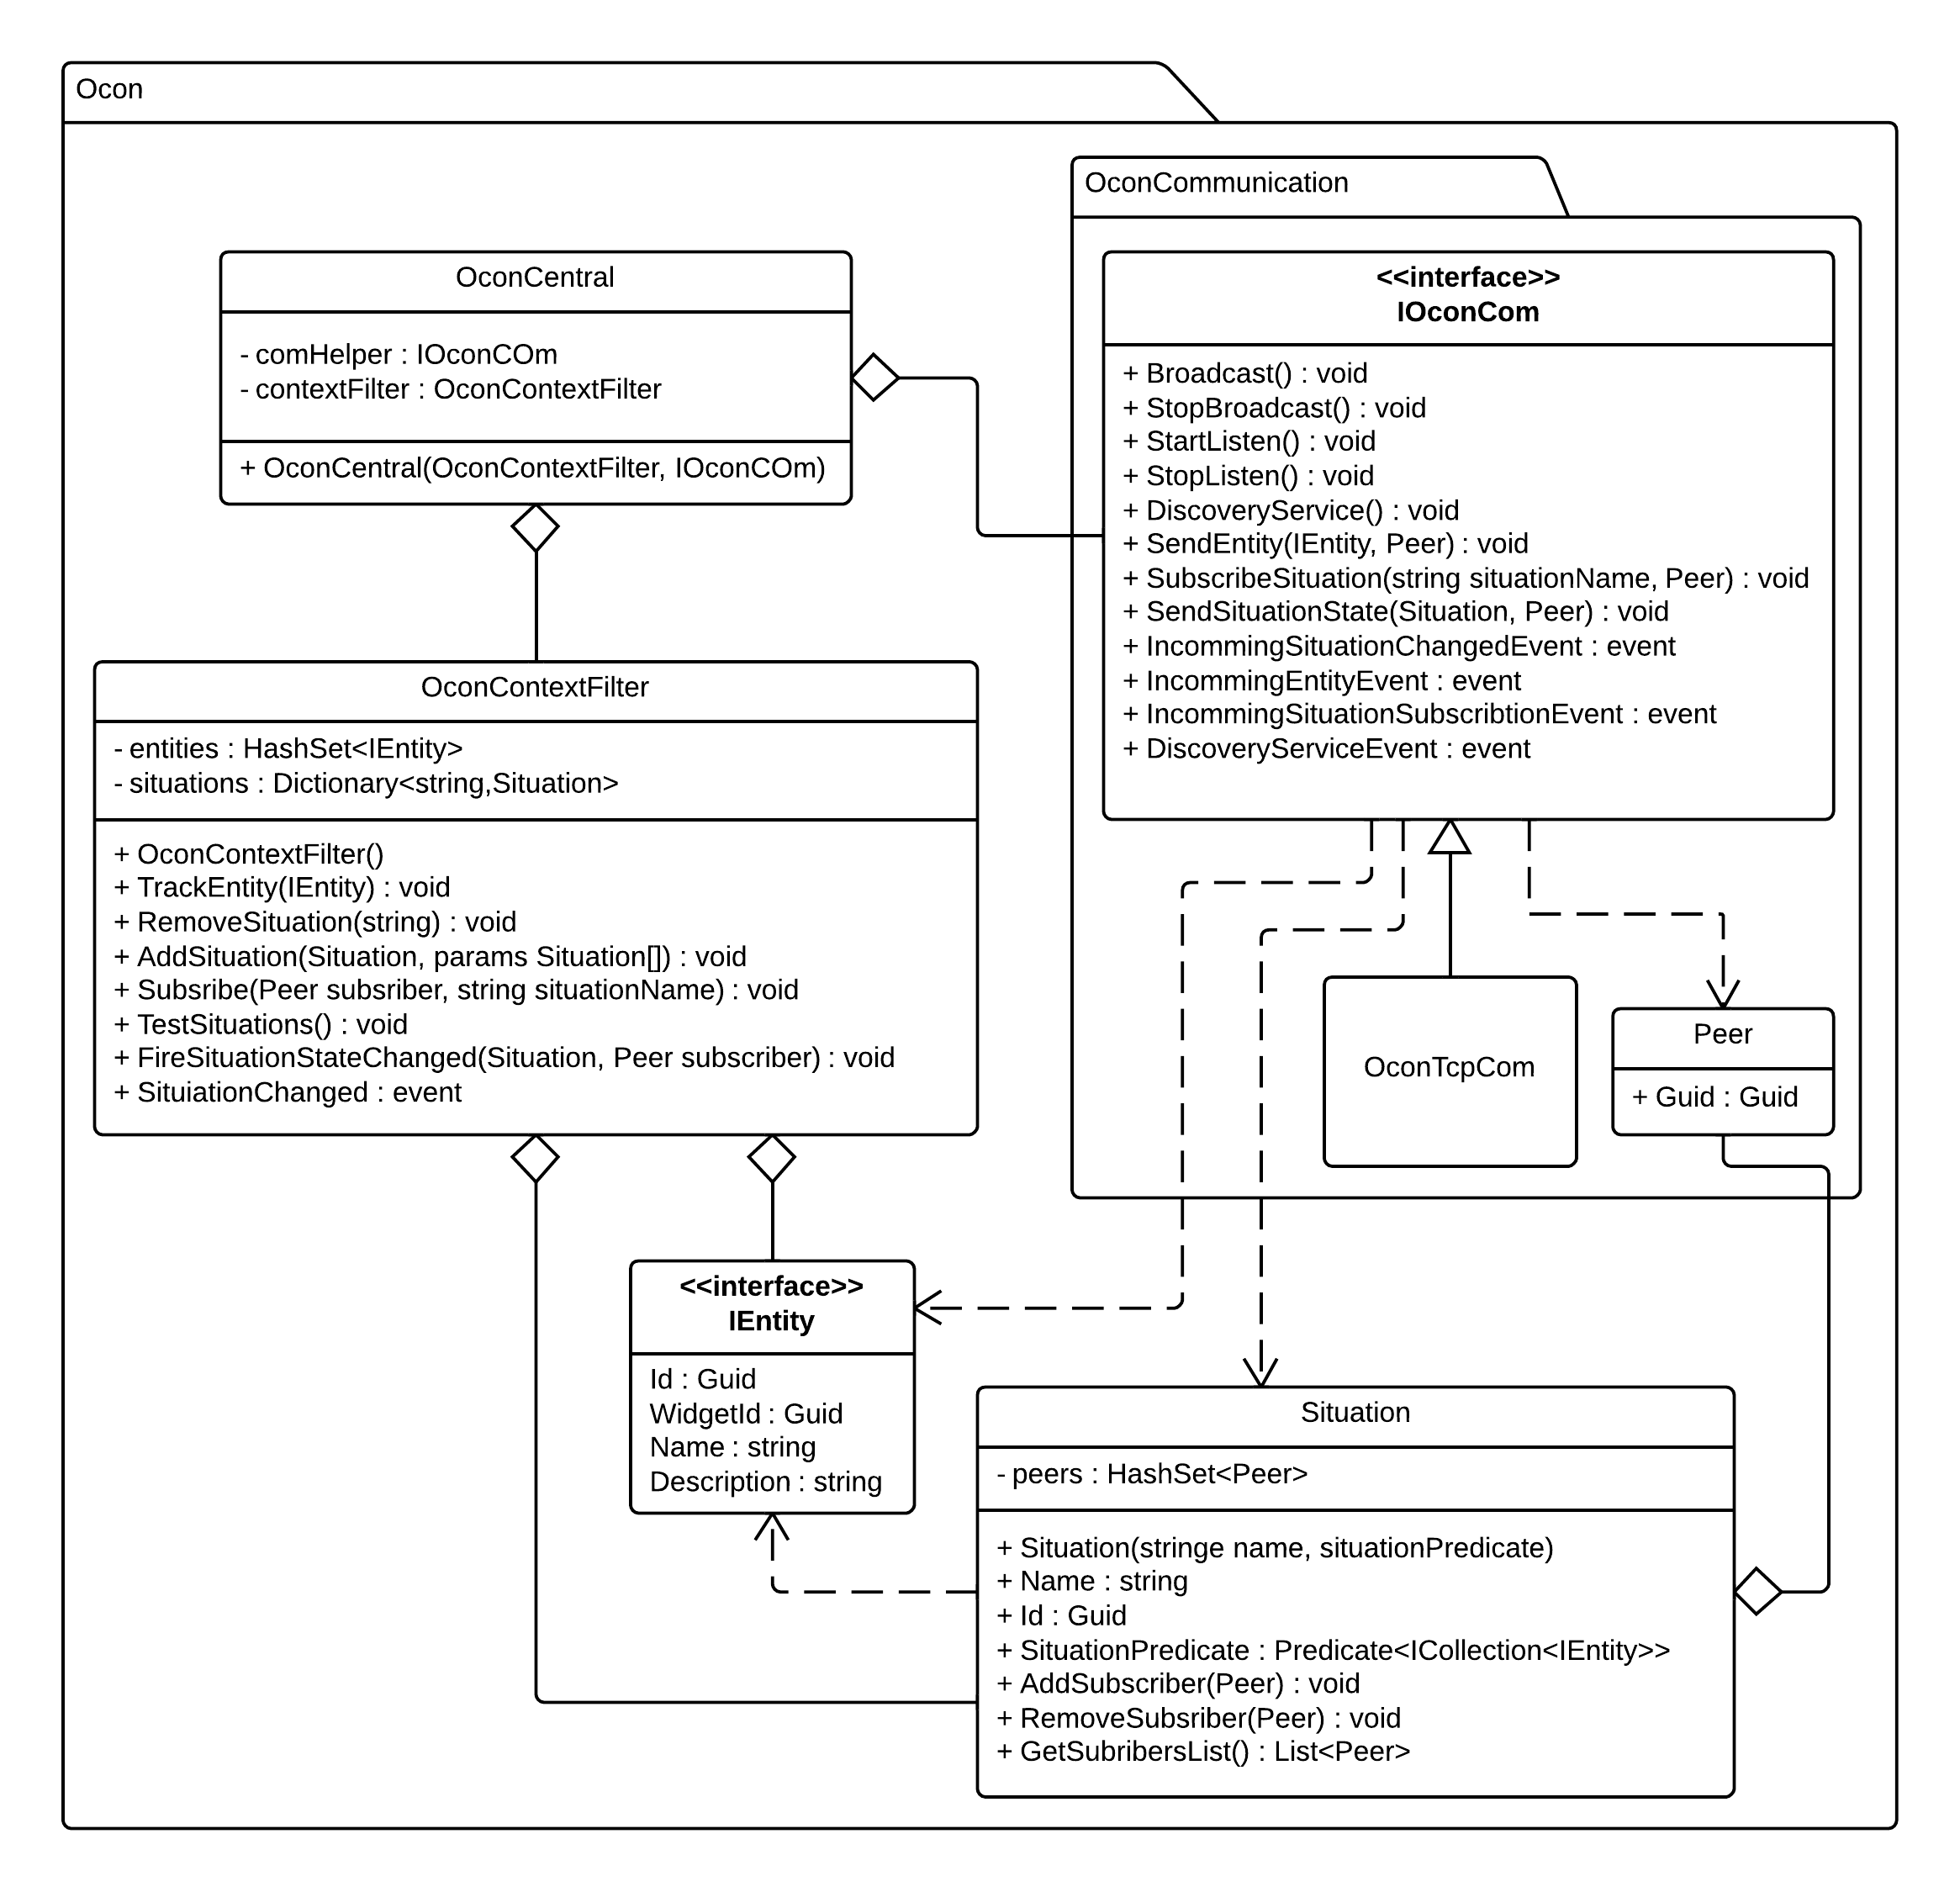 Ocon
OconCommunication
OconCentral
- comHelper : IOconCOm
- contextFilter : OconContextFilter
+ OconCentral(OconContextFilter, IOconCOm)
<<interface>>
IOconCom
+ Broadcast() : void
+ StopBroadcast() : void
+ StartListen() : void
+ StopListen() : void
+ DiscoveryService() : void
+ SendEntity(IEntity, Peer) : void
+ SubscribeSituation(string situationName, Peer) : void
+ SendSituationState(Situation, Peer) : void
+ IncommingSituationChangedEvent : event
+ IncommingEntityEvent : event
+ IncommingSituationSubscribtionEvent : event
+ DiscoveryServiceEvent : event
OconContextFilter
- entities : HashSet<IEntity>
- situations : Dictionary<string,Situation>
+ OconContextFilter()
+ TrackEntity(IEntity) : void
+ RemoveSituation(string) : void
+ AddSituation(Situation, params Situation[]) : void
+ Subsribe(Peer subsriber, string situationName) : void
+ TestSituations() : void
+ FireSituationStateChanged(Situation, Peer subscriber) : void
+ SituiationChanged : event
OconTcpCom
Peer
+ Guid : Guid
<<interface>>
IEntity
Id : Guid
WidgetId : Guid
Name : string
Description : string
Situation
- peers : HashSet<Peer>
+ Situation(stringe name, situationPredicate)
+ Name : string
+ Id : Guid
+ SituationPredicate : Predicate<ICollection<IEntity>>
+ AddSubscriber(Peer) : void
+ RemoveSubsriber(Peer) : void
+ GetSubribersList() : List<Peer>